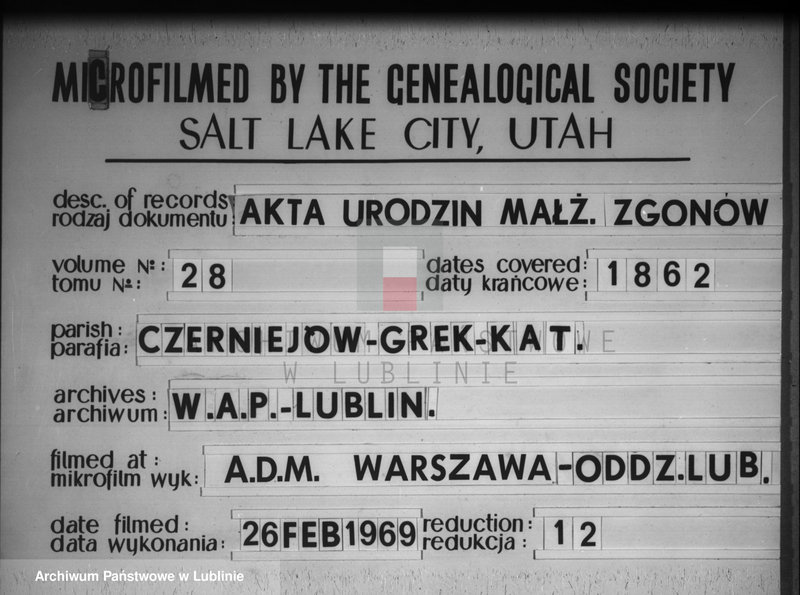 MICROFILMED BY THE GENEALOGICAL SOCIETY
SALT LAKE CITY, UTAH
desc. of records AKTA URODZIN MAŁŻ. ZGONÓW
rodzaj dokumentu:
volume №: 28 dates covered: 1862
tomu №: daty krańcowe:
parish: CZERNIEJÓW-GREK-KAT.
parafia:
W LUBLINIE
archives: W.A.P.-LUBLIN.
archiwum:
filmed at: A.D.M. WARSZAWA-ODDZ.LUB.
mikrofilm wyk:
date filmed: 26FEB1969 reduction: 12
data wykonania: redukcja:
Archiwum Państwowe w Lublinie